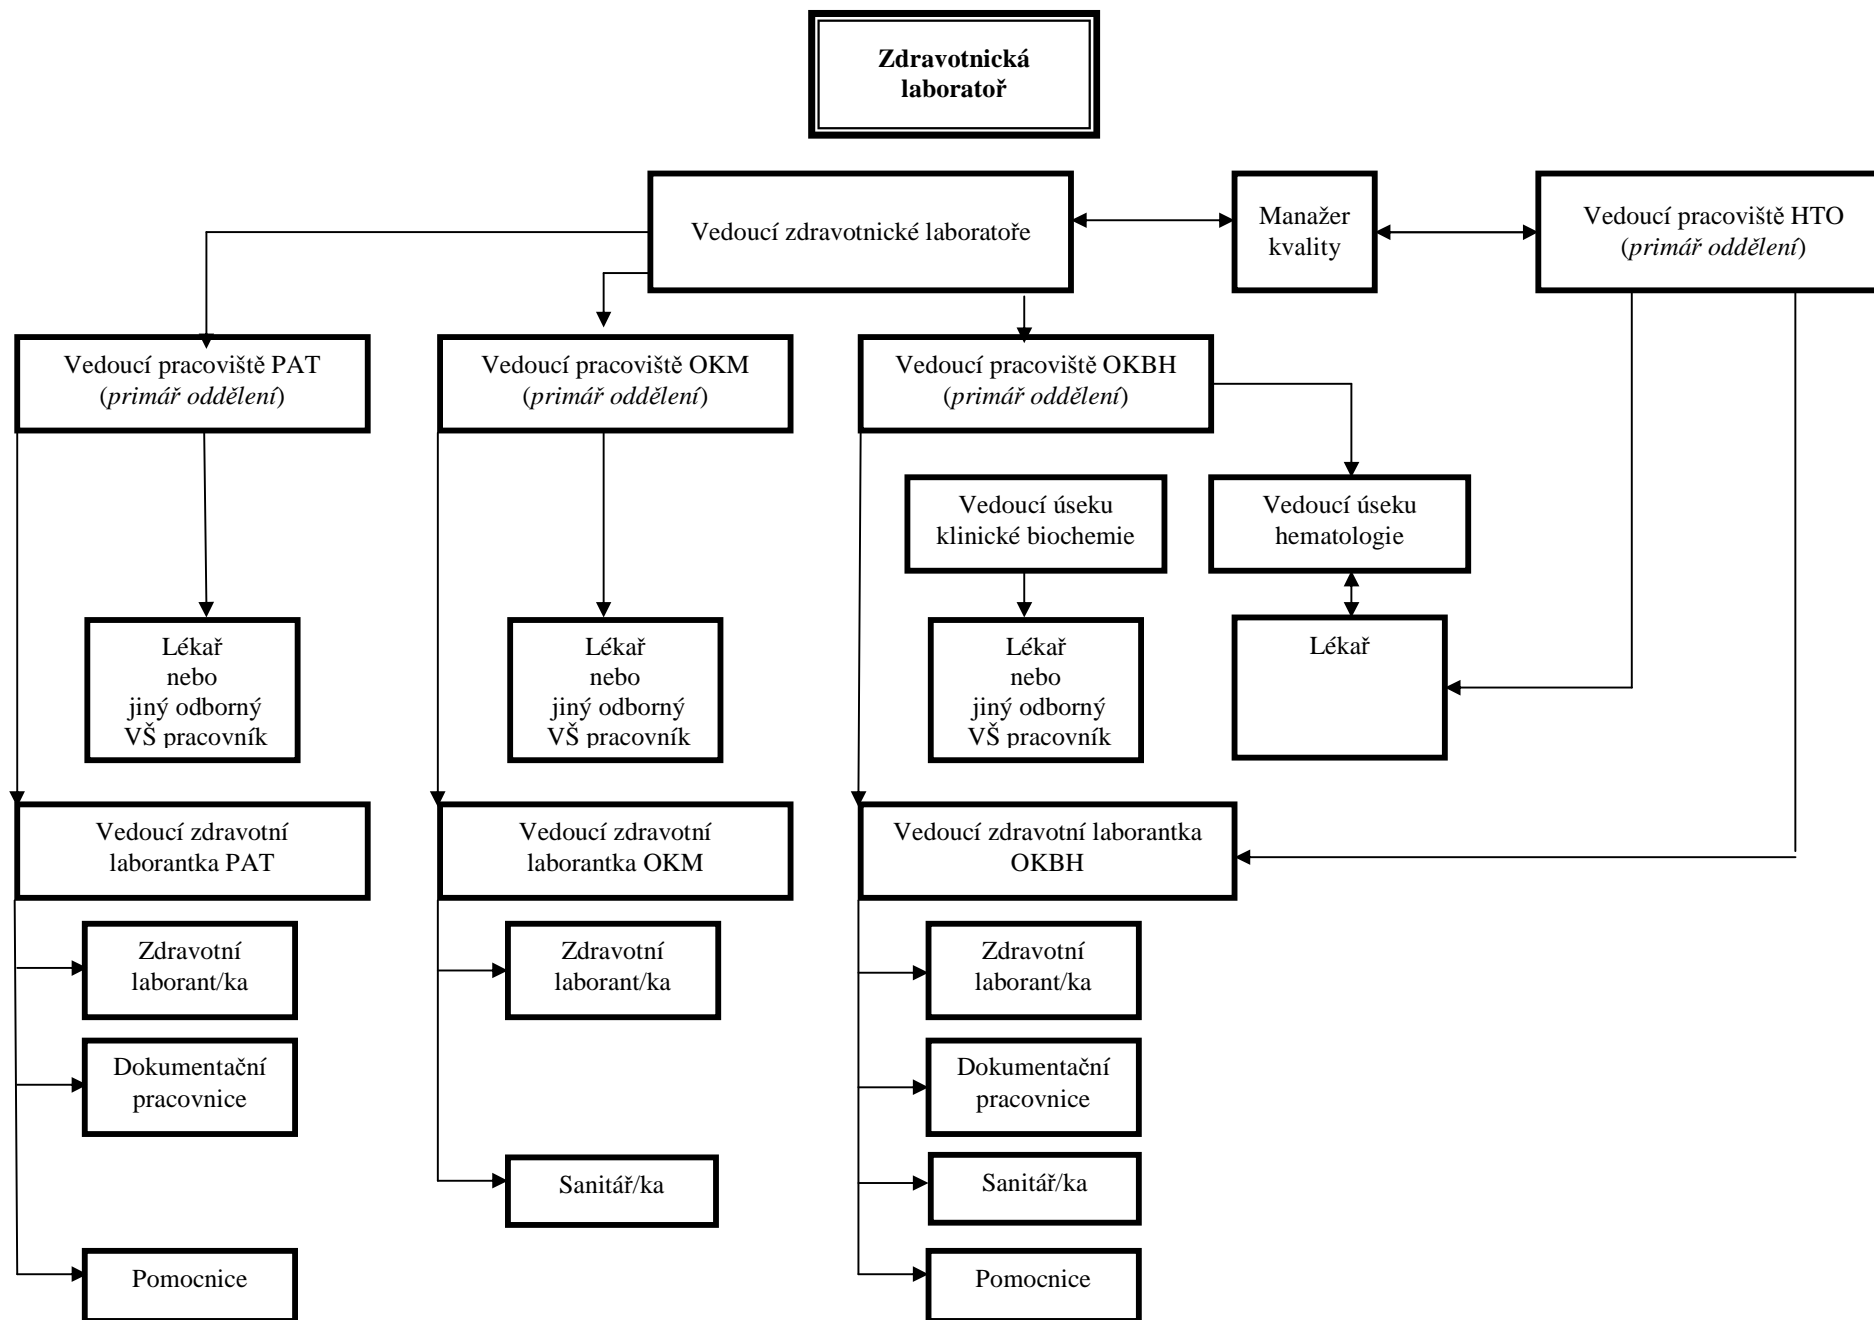 Zdravotnická
laboratoř
Vedoucí zdravotnické laboratoře
Manažer
kvality
Vedoucí pracoviště HTO
(primář oddělení)
Vedoucí pracoviště PAT
(primář oddělení)
Vedoucí pracoviště OKM
(primář oddělení)
Vedoucí pracoviště OKBH
(primář oddělení)
Vedoucí úseku
klinické biochemie
Vedoucí úseku
hematologie
Lékař
nebo
jiný odborný
VŠ pracovník
Lékař
nebo
jiný odborný
VŠ pracovník
Lékař
nebo
jiný odborný
VŠ pracovník
Lékař
Vedoucí zdravotní
laborantka PAT
Vedoucí zdravotní
laborantka OKM
Vedoucí zdravotní laborantka
OKBH
Zdravotní
laborant/ka
Zdravotní
laborant/ka
Zdravotní
laborant/ka
Dokumentační
pracovnice
Dokumentační
pracovnice
Sanitář/ka
Sanitář/ka
Pomocnice
Pomocnice